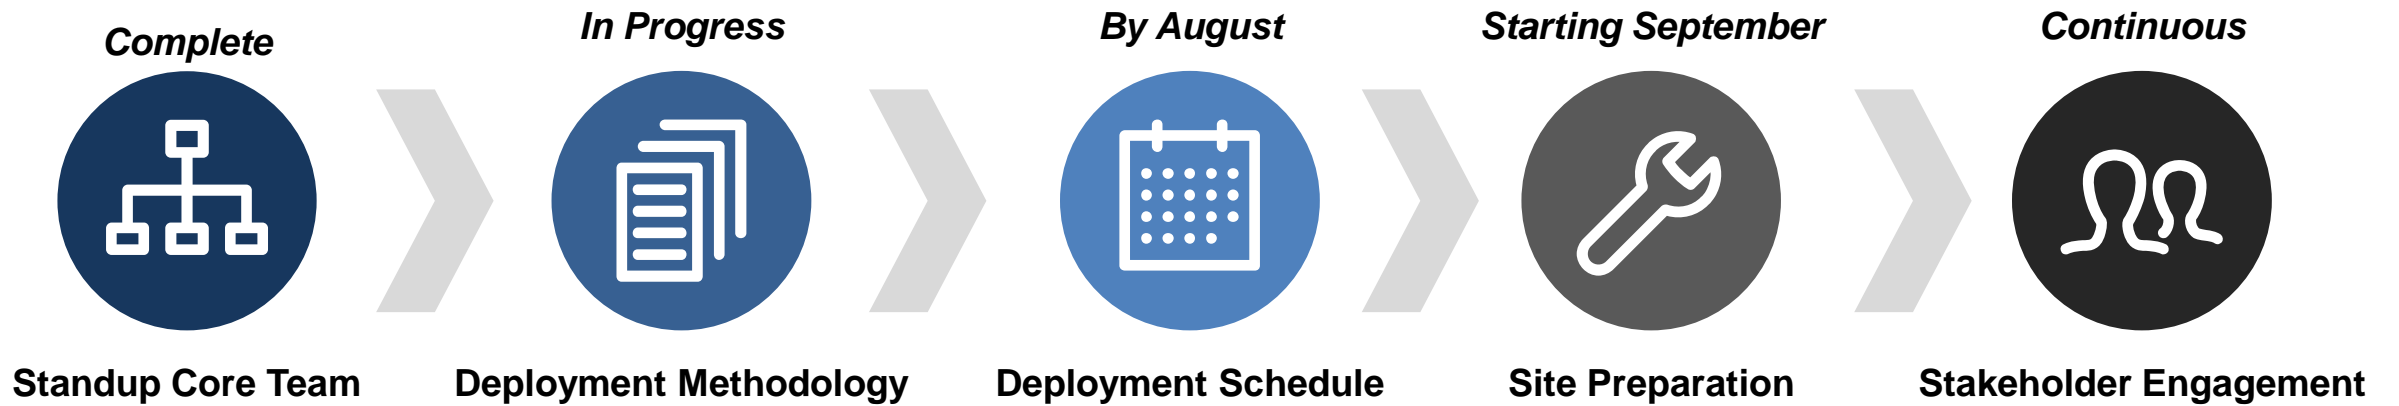 Complete
In Progress
By August
Starting September
Continuous
Standup Core Team
Deployment Methodology
Deployment Schedule
Site Preparation
Stakeholder Engagement